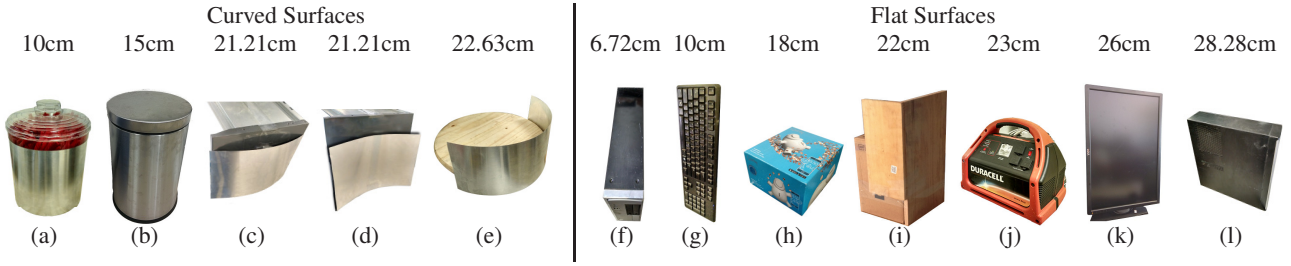 Curved Surfaces
Flat Surfaces
10cm 15cm 21.21cm 21.21cm 22.63cm
6.72cm 10cm 18cm 22cm 23cm 26cm 28.28cm
DURACELL
(a) (b) (c) (d) (e)
(f) (g) (h) (i) (j) (k) (l)